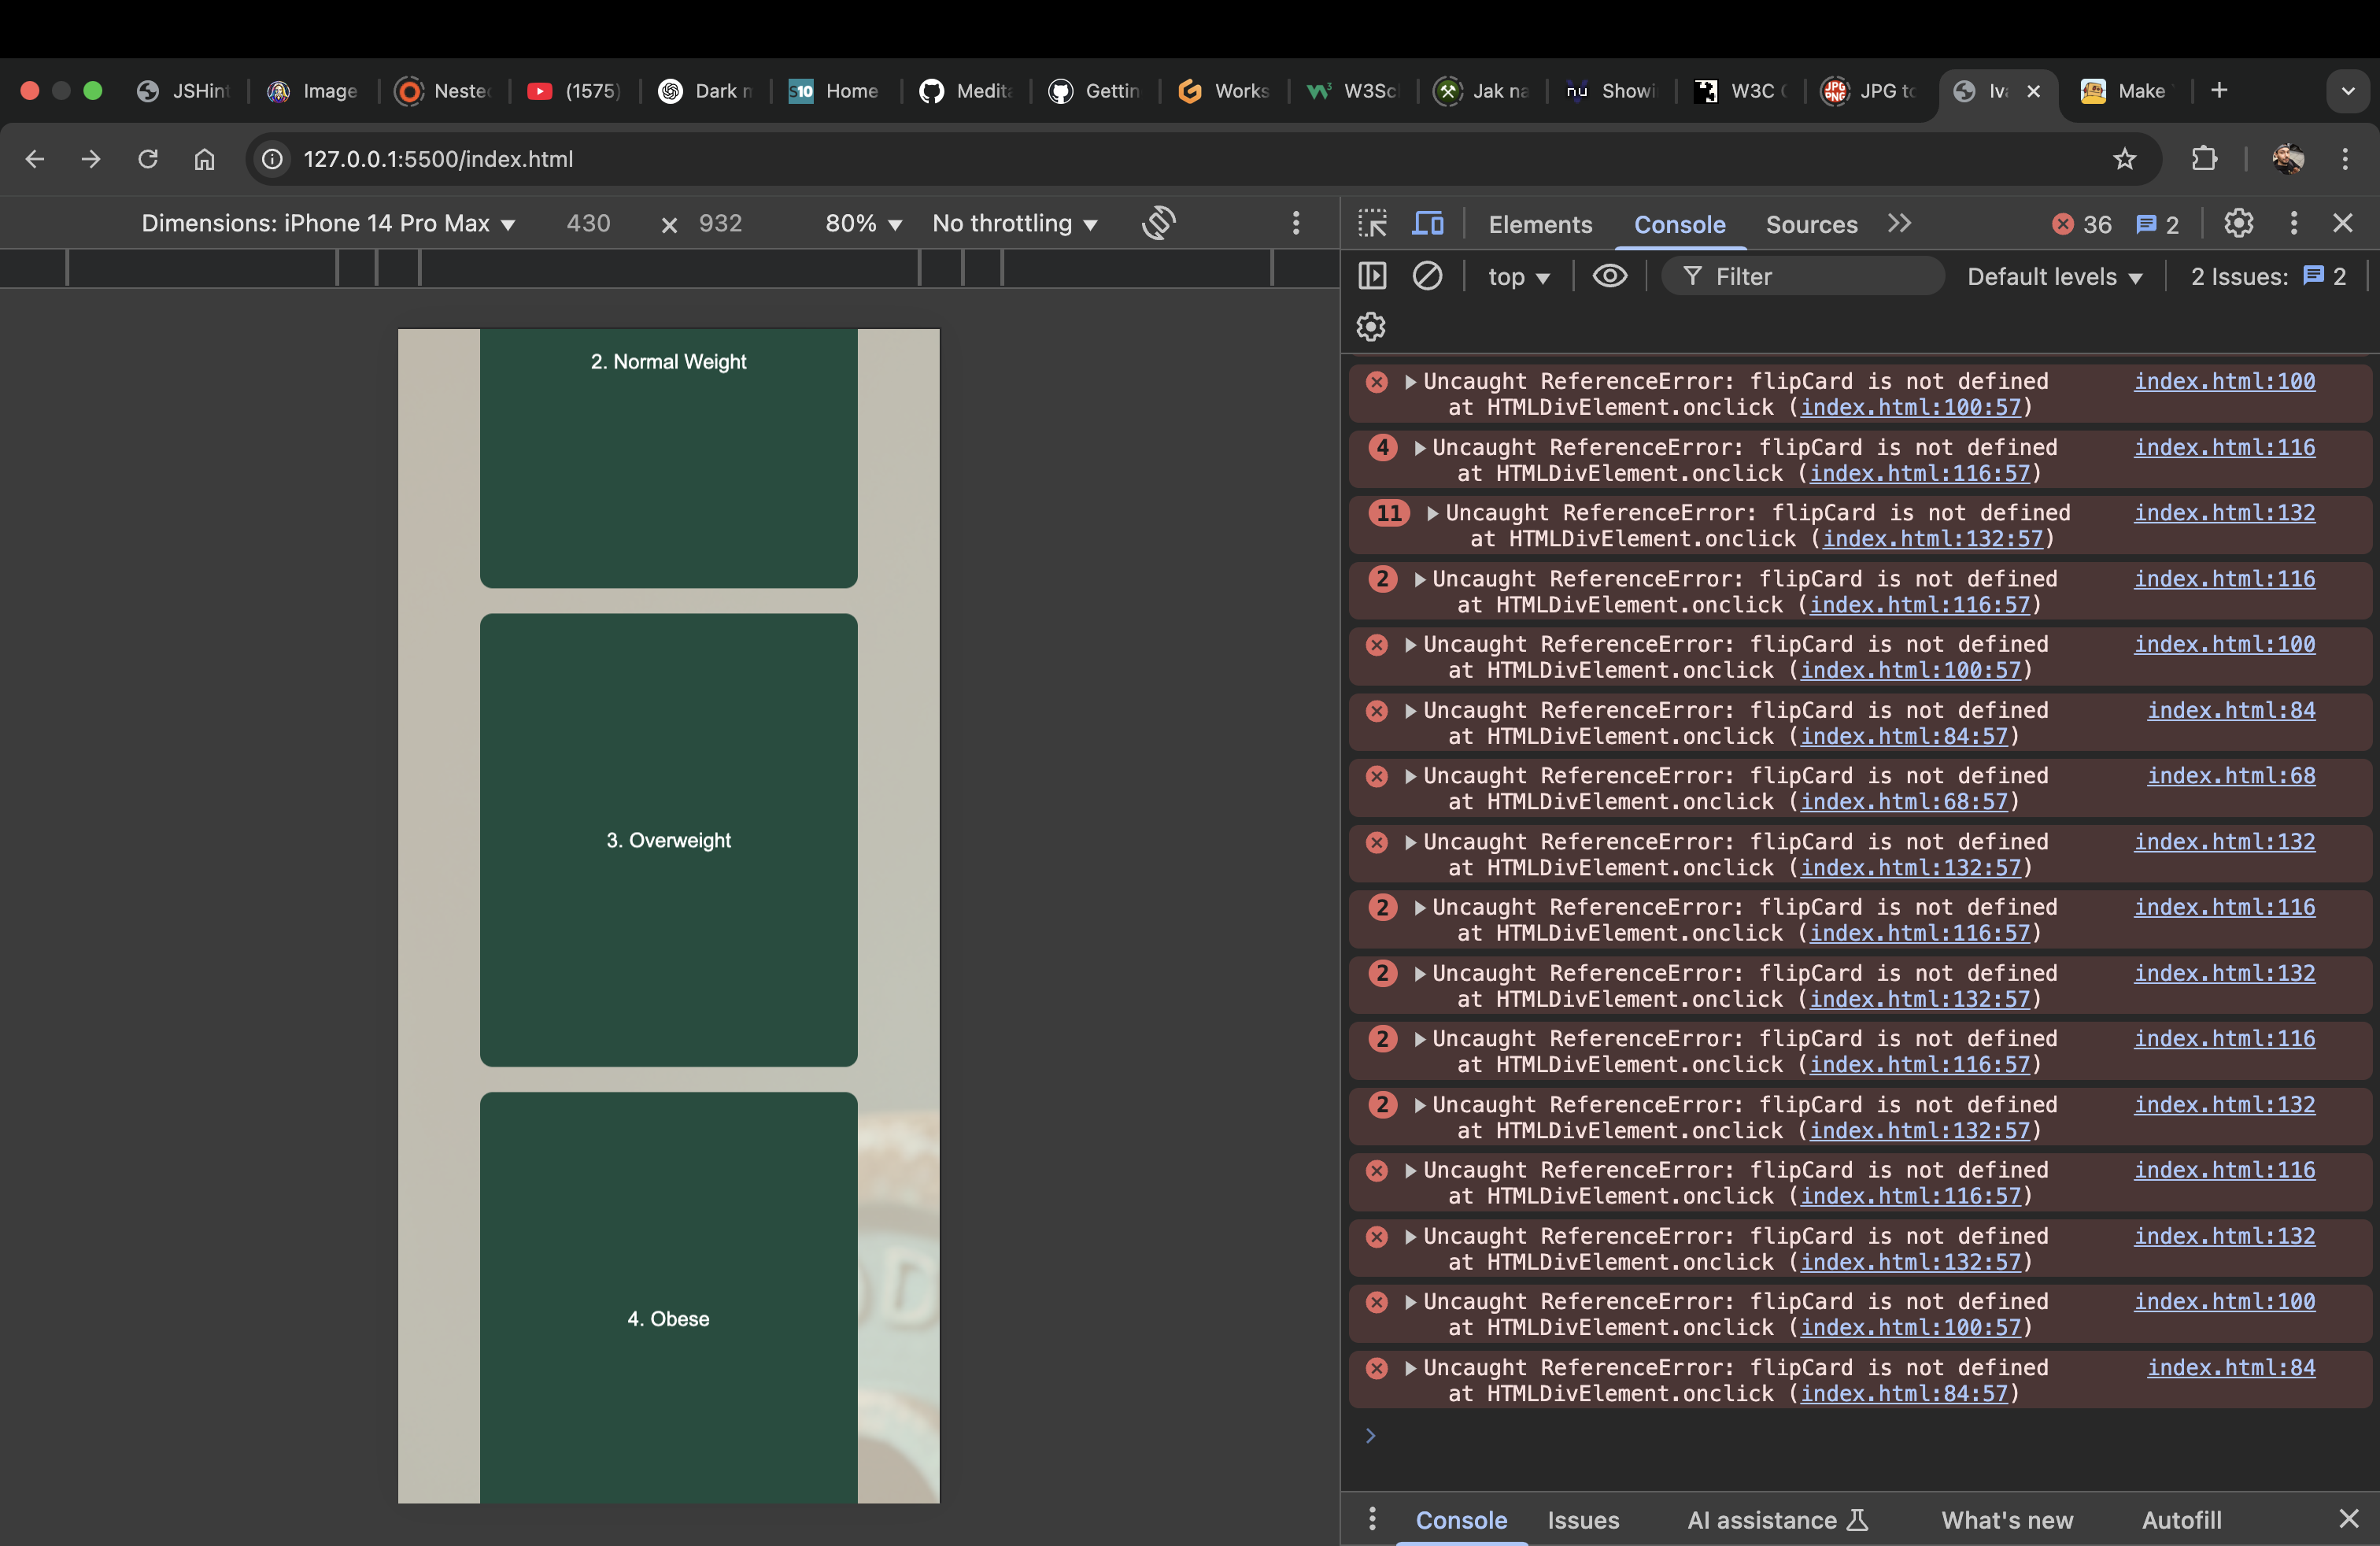 JSHint
Image
Neste
(1575)
Dark m
S10 Home
Medita
Gettin
Works
W3Sc
Jak na
nu Showi
W3C
JPG PNG JPG to
Iva
Make
127.0.0.1:5500/index.html
Dimensions: iPhone 14 Pro Max 430 × 932 80% No throttling
Elements Console Sources 36 2
top Filter Default levels 2 Issues: 2
2. Normal Weight
3. Overweight
4. Obese
OD
Uncaught ReferenceError: flipCard is not defined index.html:100
at HTMLDivElement.onclick (index.html:100:57)
4 Uncaught ReferenceError: flipCard is not defined index.html:116
at HTMLDivElement.onclick (index.html:116:57)
11 Uncaught ReferenceError: flipCard is not defined index.html:132
at HTMLDivElement.onclick (index.html:132:57)
2 Uncaught ReferenceError: flipCard is not defined index.html:116
at HTMLDivElement.onclick (index.html:116:57)
Uncaught ReferenceError: flipCard is not defined index.html:100
at HTMLDivElement.onclick (index.html:100:57)
Uncaught ReferenceError: flipCard is not defined index.html:84
at HTMLDivElement.onclick (index.html:84:57)
Uncaught ReferenceError: flipCard is not defined index.html:68
at HTMLDivElement.onclick (index.html:68:57)
Uncaught ReferenceError: flipCard is not defined index.html:132
at HTMLDivElement.onclick (index.html:132:57)
2 Uncaught ReferenceError: flipCard is not defined index.html:116
at HTMLDivElement.onclick (index.html:116:57)
2 Uncaught ReferenceError: flipCard is not defined index.html:132
at HTMLDivElement.onclick (index.html:132:57)
2 Uncaught ReferenceError: flipCard is not defined index.html:116
at HTMLDivElement.onclick (index.html:116:57)
2 Uncaught ReferenceError: flipCard is not defined index.html:132
at HTMLDivElement.onclick (index.html:132:57)
Uncaught ReferenceError: flipCard is not defined index.html:116
at HTMLDivElement.onclick (index.html:116:57)
Uncaught ReferenceError: flipCard is not defined index.html:132
at HTMLDivElement.onclick (index.html:132:57)
Uncaught ReferenceError: flipCard is not defined index.html:100
at HTMLDivElement.onclick (index.html:100:57)
Uncaught ReferenceError: flipCard is not defined index.html:84
at HTMLDivElement.onclick (index.html:84:57)
Console Issues AI assistance What's new Autofill